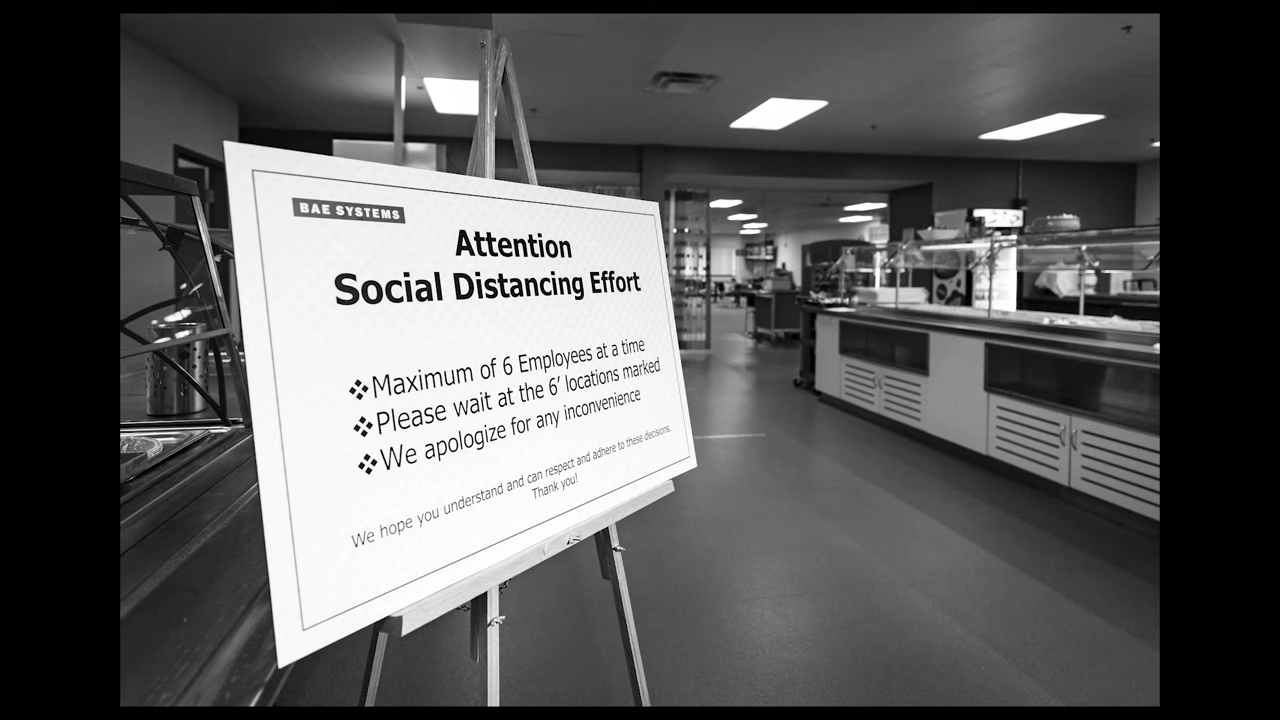 BAE SYSTEMS
Attention
Social Distancing Effort
❖Maximum of 6 Employees at a time
❖Please wait at the 6’ locations marked
❖We apologize for any inconvenience
We hope you understand and can respect and adhere to these decisions.
Thank you!